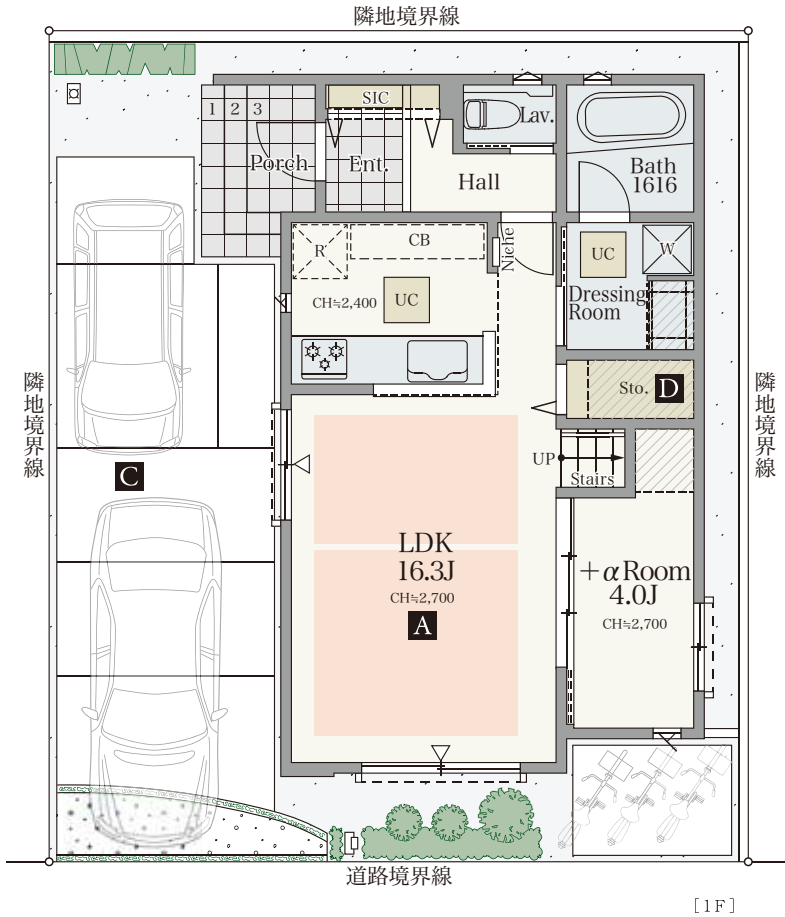 隣地境界線
SIC
1 2 3
Lav.
Porch
Ent.
Hall
Bath
1616
R
CB
Niche
UC
W
CH≒2,400
UC
Dressing
Room
隣地境界線
隣地境界線
Sto. D
UP
Stairs
C
LDK
16.3J
CH≒2,700
A
+αRoom
4.0J
CH≒2,700
道路境界線
[1F]